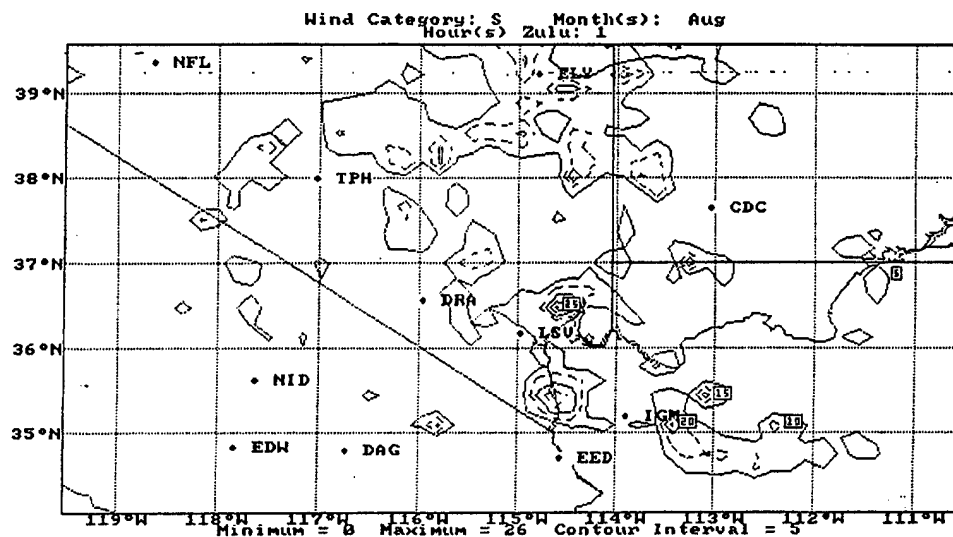 Wind Category: S Month(s): Aug
Hour(s) Zulu: 1
NFL
ELY
39°N
38°N
TPH
CDC
37°N
5
DRA
25
LSV
36°N
NID
15
IGM
20
10
35°N
EDW
DAG
EED
119°W 118°W 117°W 116°W 115°W 114°W 113°W 112°W 111°W
Minimum = 0 Maximum = 26 Contour Interval = 5